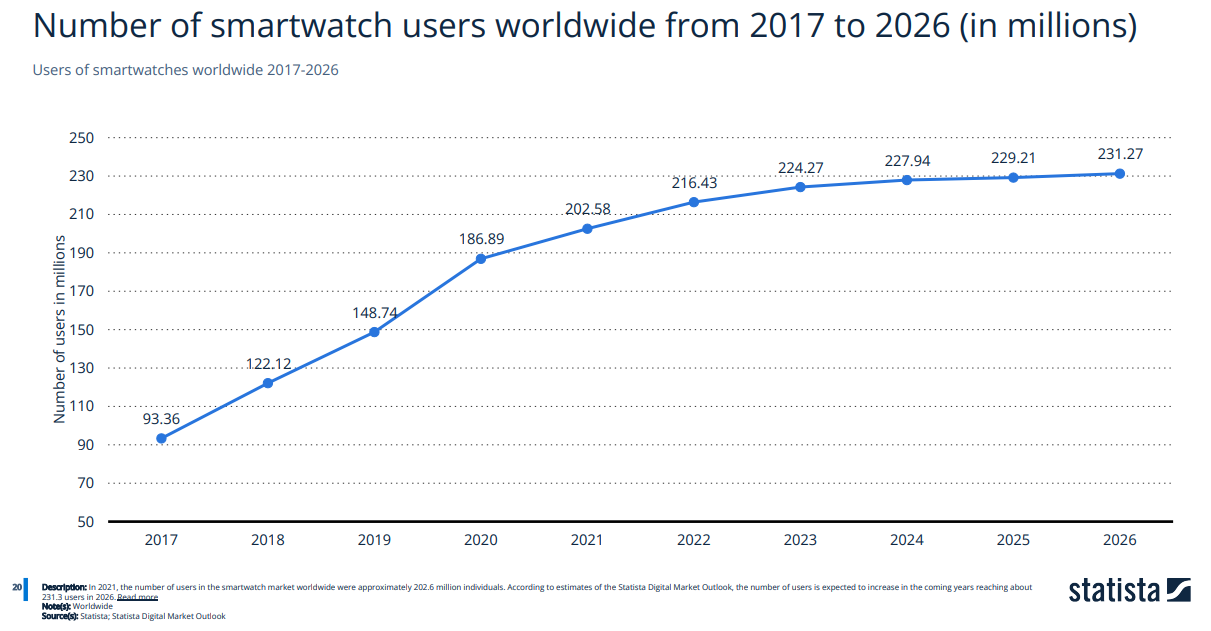 Number of smartwatch users worldwide from 2017 to 2026 (in millions)
Users of smartwatches worldwide 2017-2026
Number of users in millions
250
230
210
190
170
150
130
110
90
70
50
93.36
122.12
148.74
186.89
202.58
216.43
224.27
227.94
229.21
231.27
2017 2018 2019 2020 2021 2022 2023 2024 2025 2026
20
Description: In 2021, the number of users in the smartwatch market worldwide were approximately 202.6 million individuals. According to estimates of the Statista Digital Market Outlook, the number of users is expected to increase in the coming years reaching about
231.3 users in 2026. Read more
Note(s): Worldwide
Source(s): Statista; Statista Digital Market Outlook
statista